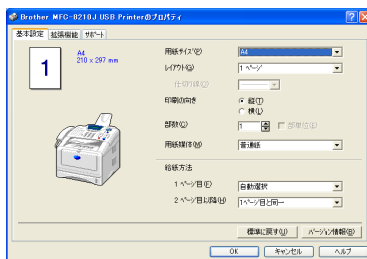 Brother MFC-8210J USB Printerのプロパティ
基本設定 拡張機能 サポート
1
A4
210 x 297 mm
用紙サイズ(P) A4
レイアウト(G) 1 ページ
仕切り線(D)
印刷の向き 縦(T)
横(L)
部数(C) 1 部単位(E)
用紙媒体(M) 普通紙
給紙方法
1 ページ目(F) 自動選択
2 ページ目以降(H) 1ページ目と同一
標準に戻す(U) バージョン情報(B)
OK キャンセル ヘルプ